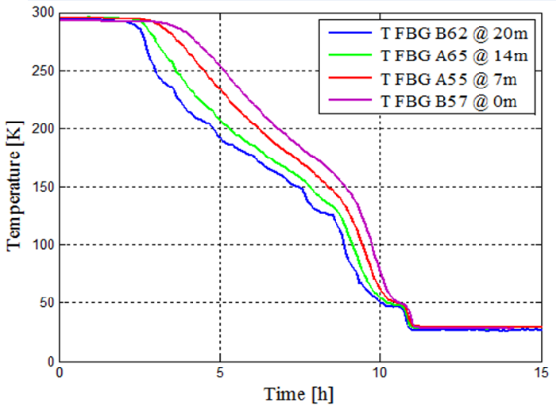 T FBG B62 @ 20m
T FBG A65 @ 14m
T FBG A55 @ 7m
T FBG B57 @ 0m
Temperature [K]
300
250
200
150
100
50
0
0 5 10 15
Time [h]